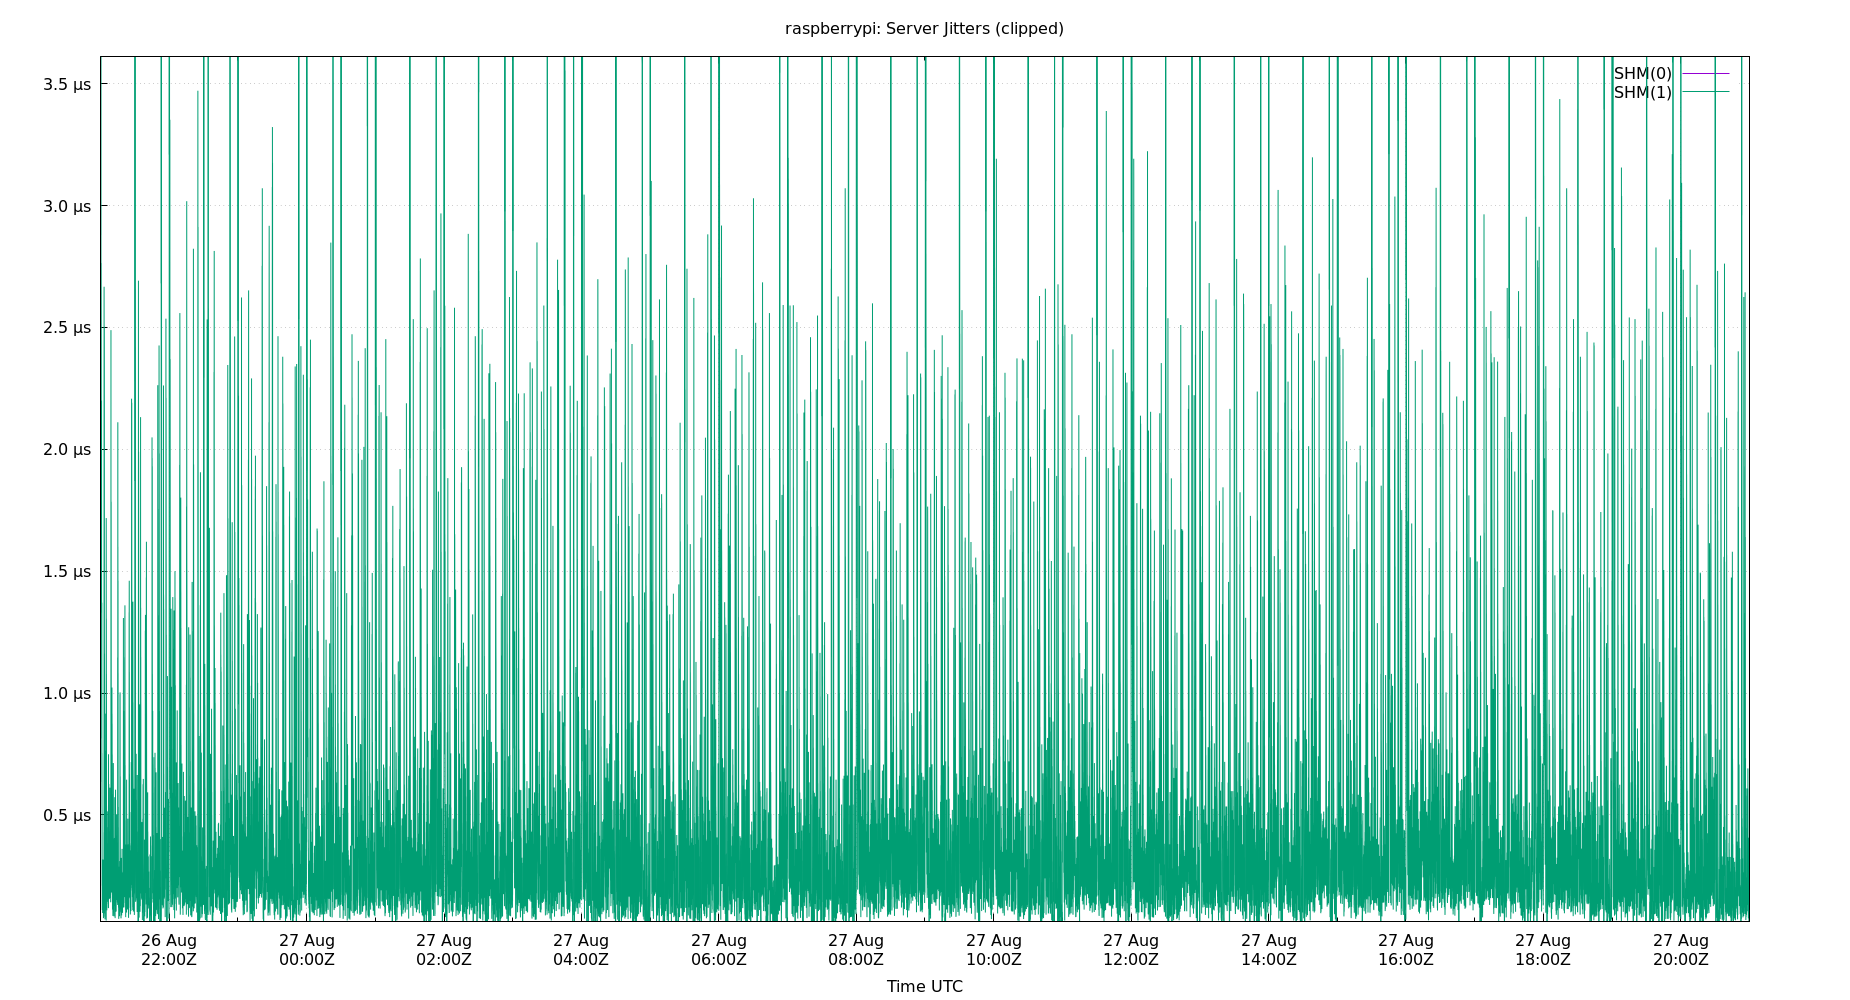 raspberrypi: Server Jitters (clipped)
SHM(0)
SHM(1)
3.5 µs
3.0 µs
2.5 µs
2.0 µs
1.5 µs
1.0 µs
0.5 µs
26 Aug 27 Aug 27 Aug 27 Aug 27 Aug 27 Aug 27 Aug 27 Aug 27 Aug 27 Aug 27 Aug 27 Aug
22:00Z 00:00Z 02:00Z 04:00Z 06:00Z 08:00Z 10:00Z 12:00Z 14:00Z 16:00Z 18:00Z 20:00Z
Time UTC